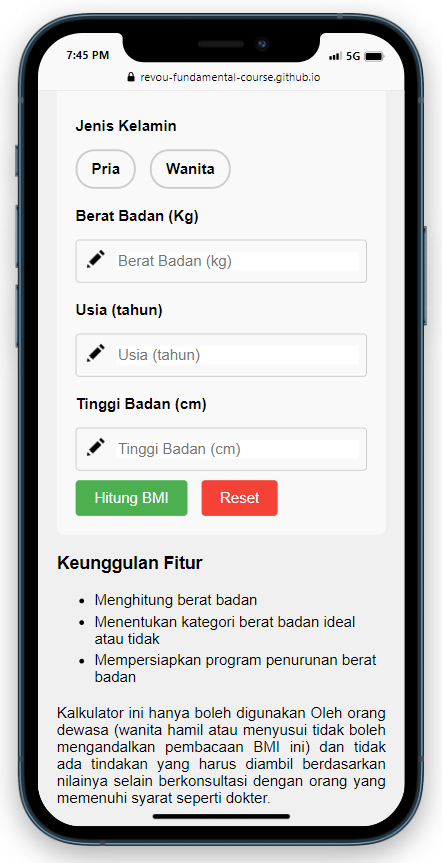 7:45 PM
5G
revou-fundamental-course.github.io
Jenis Kelamin
Pria
Wanita
Berat Badan (Kg)
Berat Badan (kg)
Usia (tahun)
Usia (tahun)
Tinggi Badan (cm)
Tinggi Badan (cm)
Hitung BMI
Reset
Keunggulan Fitur
Menghitung berat badan
Menentukan kategori berat badan ideal
atau tidak
Mempersiapkan program penurunan berat
badan
Kalkulator ini hanya boleh digunakan Oleh orang
dewasa (wanita hamil atau menyusui tidak boleh
mengandalkan pembacaan BMI ini) dan tidak
ada tindakan yang harus diambil berdasarkan
nilainya selain berkonsultasi dengan orang yang
memenuhi syarat seperti dokter.